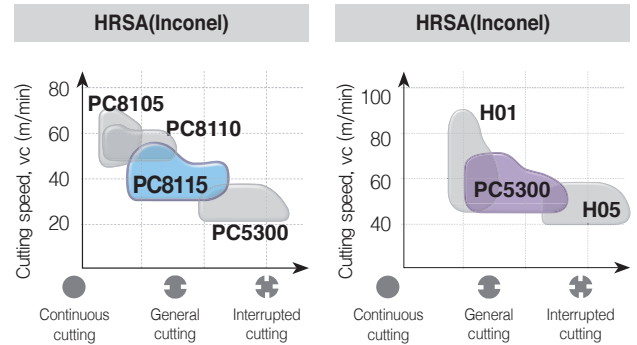 HRSA(Inconel)
Cutting speed, vc (m/min)
80
60
40
20
PC8105
PC8110
PC8115
PC5300
Continuous
cutting
General
cutting
Interrupted
cutting
HRSA(Inconel)
Cutting speed, vc (m/min)
100
80
60
40
H01
PC5300
H05
Continuous
cutting
General
cutting
Interrupted
cutting